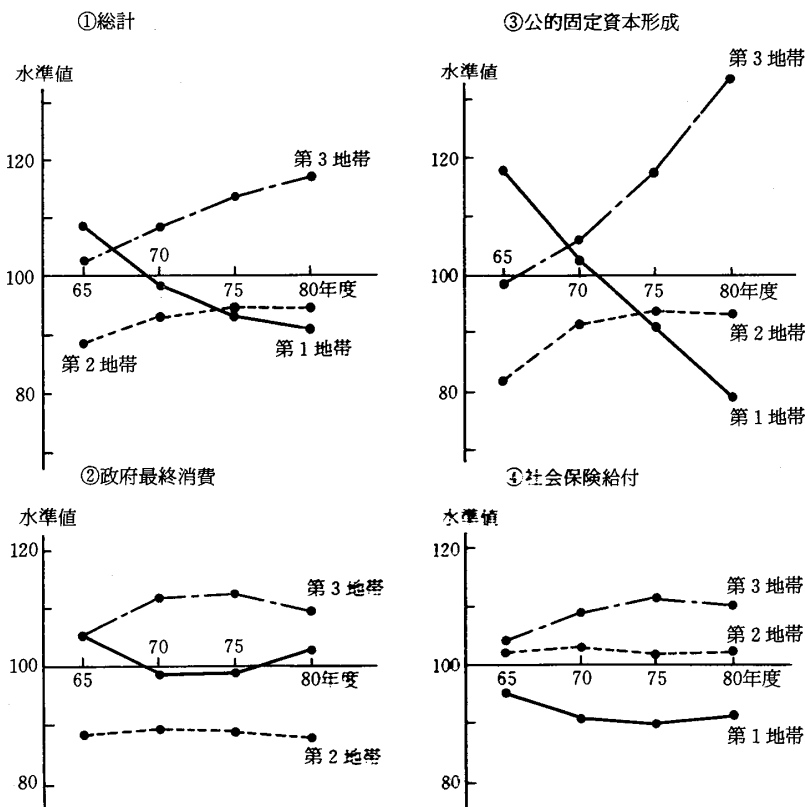 ①総計
水準値
120
100
80
65
70
75
80年度
第3地帯
第2地帯
第1地帯
③公的固定資本形成
水準値
120
100
80
65
70
75
80年度
第3地帯
第2地帯
第1地帯
②政府最終消費
水準値
120
100
80
65
70
75
80年度
第3地帯
第2地帯
④社会保険給付
水準値
120
100
80
65
70
75
80年度
第3地帯
第2地帯
第1地帯